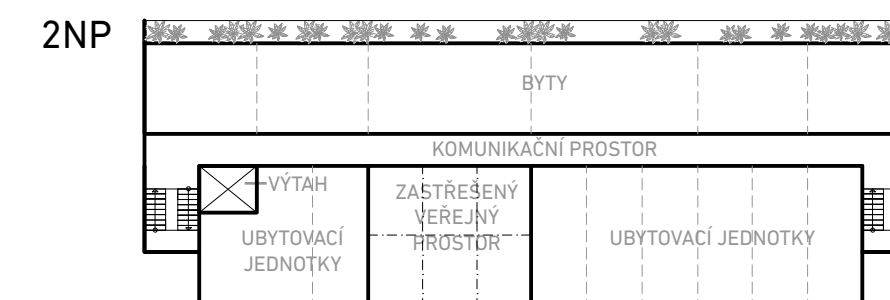 2NP
BYTY
KOMUNIKAČNÍ PROSTOR
VÝTAH
ZASTŘEŠENÝ
VEŘEJNÝ
PROSTOR
UBYTOVACÍ
JEDNOTKY
UBYTOVACÍ JEDNOTKY